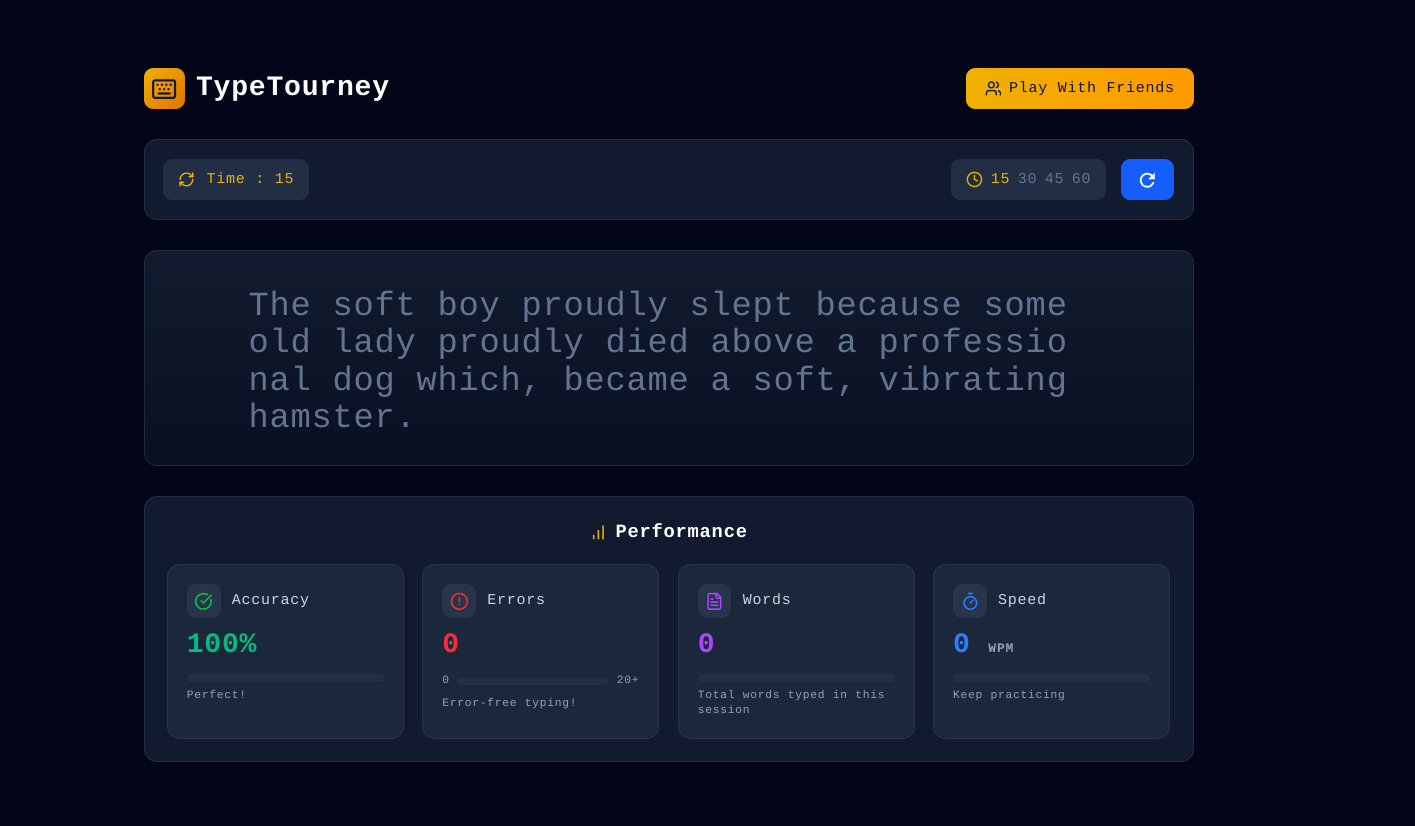 TypeTourney
Play With Friends
Time : 15
15 30 45 60
The soft boy proudly slept because some
old lady proudly died above a professio
nal dog which, became a soft, vibrating
hamster.
Performance
Accuracy
100%
Perfect!
Errors
0
0 20+
Error-free typing!
Words
0
Total words typed in this
session
Speed
0 WPM
Keep practicing